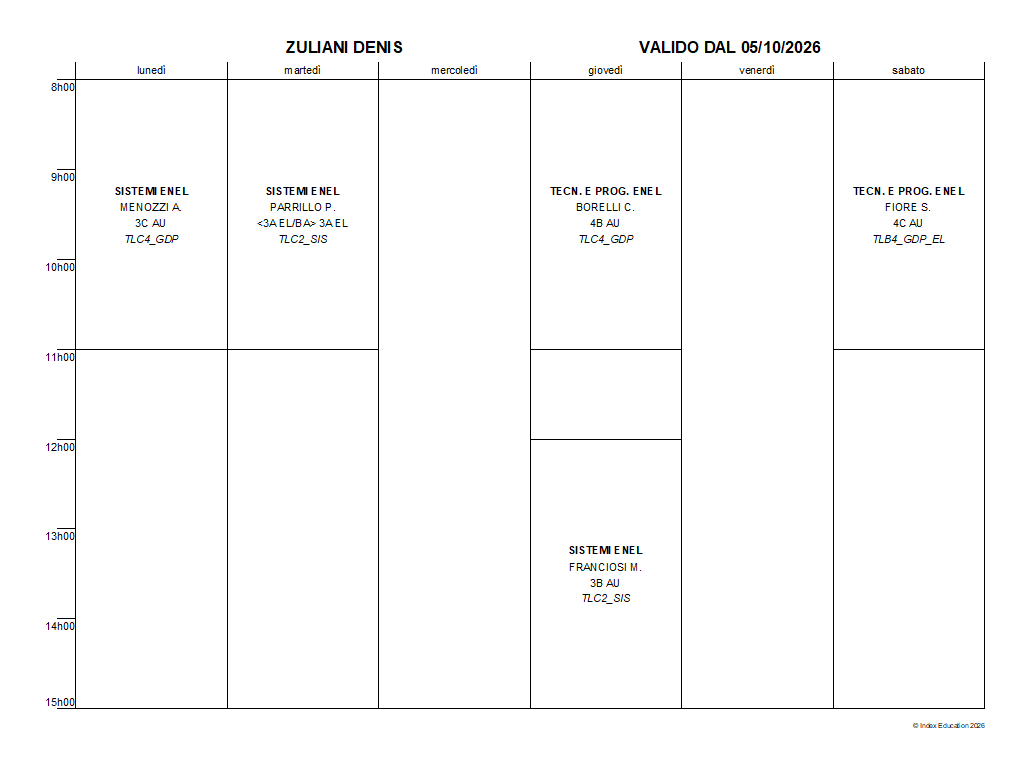 ZULIANI DENIS
VALIDO DAL 05/10/2026
lunedì
martedì
mercoledì
giovedì
venerdì
sabato
8h00
9h00
10h00
11h00
12h00
13h00
14h00
15h00
SISTEMI ENEL
MENOZZI A.
3C AU
TLC4_GDP
SISTEMI ENEL
PARRILLO P.
<3A EL/BA> 3A EL
TLC2_SIS
TECN. E PROG. ENEL
BORELLI C.
4B AU
TLC4_GDP
SISTEMI ENEL
FRANCIOSI M.
3B AU
TLC2_SIS
TECN. E PROG. ENEL
FIORE S.
4C AU
TLB4_GDP_EL
© Index Education 2026